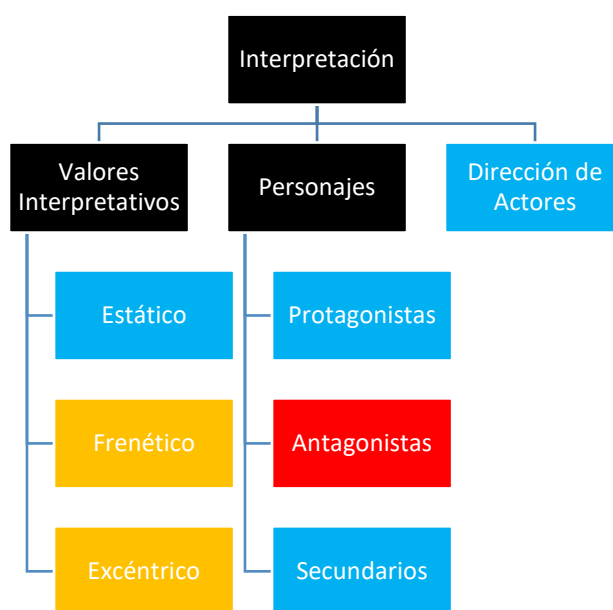 Interpretación
Valores
Interpretativos
Personajes
Dirección de
Actores
Estático
Protagonistas
Frenético
Antagonistas
Excéntrico
Secundarios